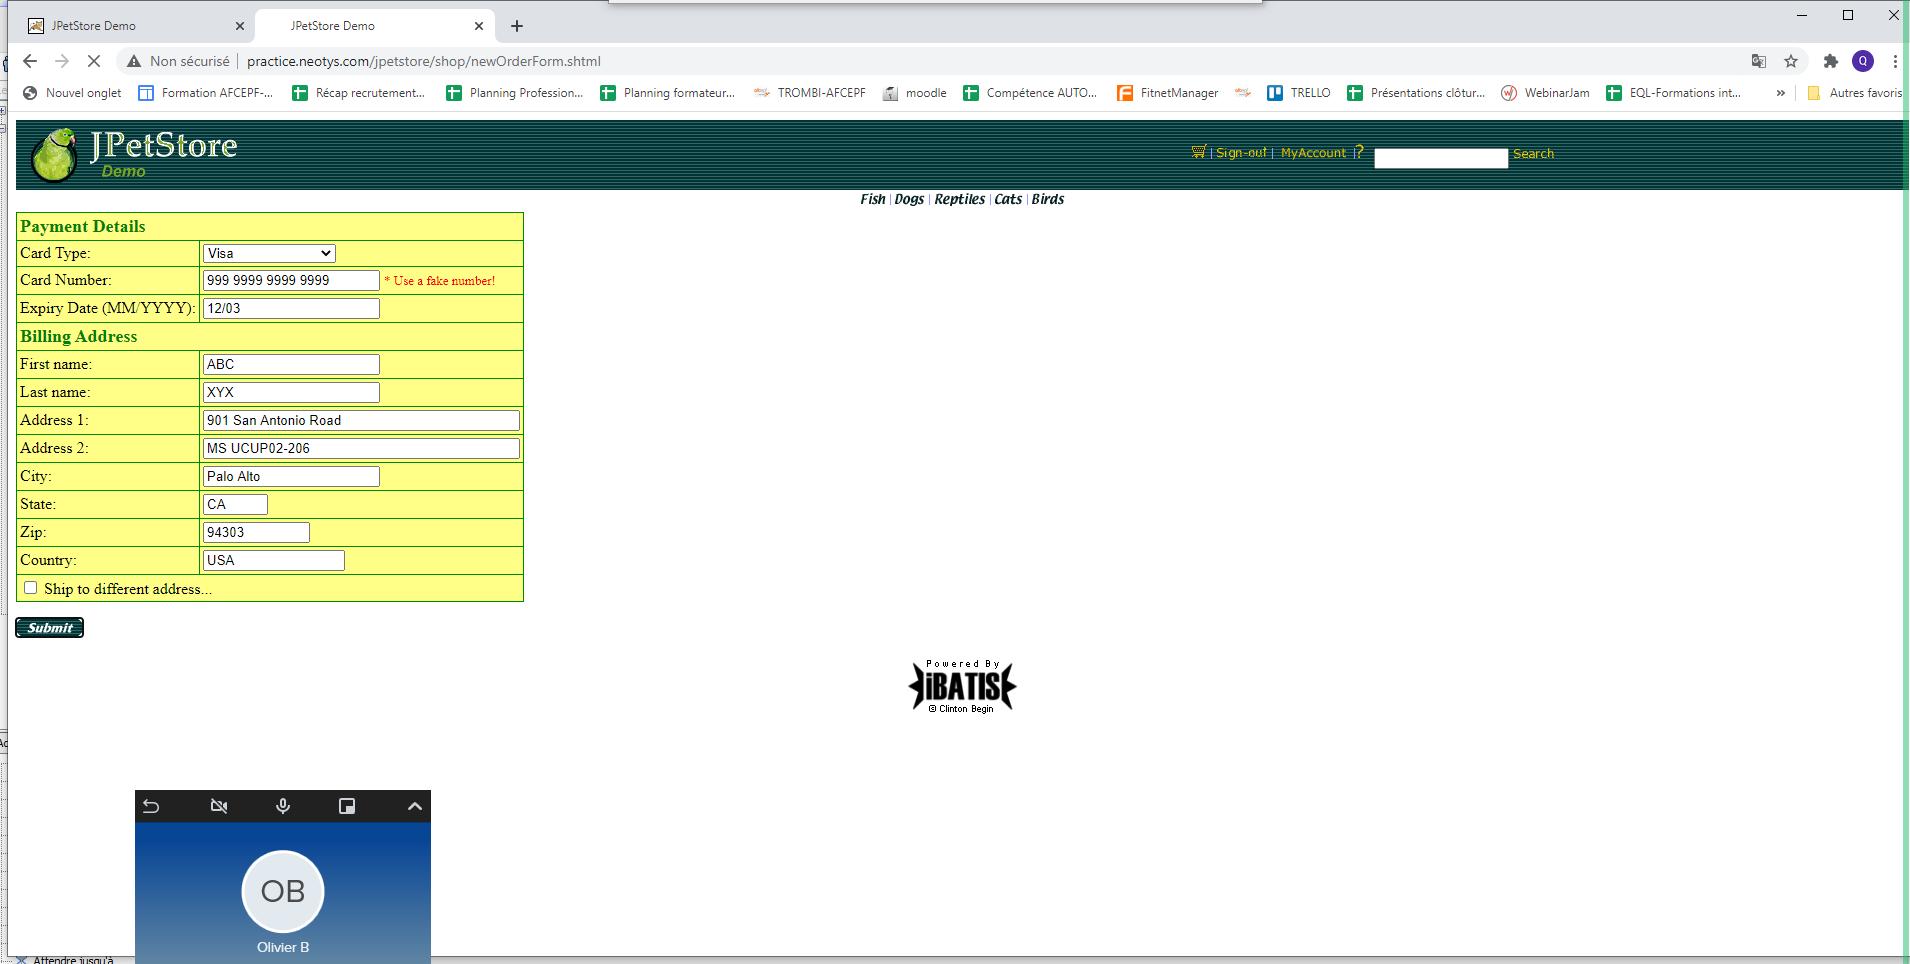 JPetStore Demo
JPetStore Demo
Non sécurisé | practice.neotys.com/jpetstore/shop/newOrderForm.shtml
Q
Nouvel onglet
Formation AFCEPF-...
Récap recrutement...
Planning Profession...
Planning formateur...
TROMBI-AFCEPF
moodle
Compétence AUTO...
FitnetManager
TRELLO
Présentations clôtur...
WebinarJam
EQL-Formations int...
»
Autres favoris
JPetStore
Demo
| Sign-out | MyAccount | ?
Search
Fish | Dogs | Reptiles | Cats | Birds
Payment Details
Card Type: Visa
Card Number: 999 9999 9999 9999 * Use a fake number!
Expiry Date (MM/YYYY): 12/03
Billing Address
First name: ABC
Last name: XYX
Address 1: 901 San Antonio Road
Address 2: MS UCUP02-206
City: Palo Alto
State: CA
Zip: 94303
Country: USA
Ship to different address...
Submit
Powered By
iBATIS
© Clinton Begin
OB
Olivier B
Attendre jusqu'à